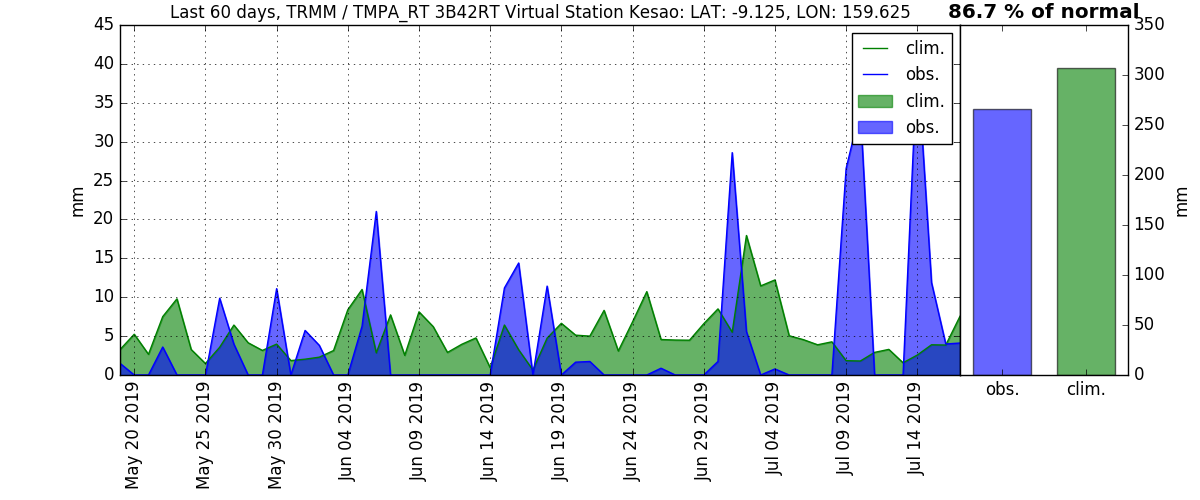 Last 60 days, TRMM / TMPA_RT 3B42RT Virtual Station Kesao: LAT: -9.125, LON: 159.625
86.7 % of normal
45
40
35
30
25
20
15
10
5
0
mm
clim.
obs.
clim.
obs.
May 20 2019
May 25 2019
May 30 2019
Jun 04 2019
Jun 09 2019
Jun 14 2019
Jun 19 2019
Jun 24 2019
Jun 29 2019
Jul 04 2019
Jul 09 2019
Jul 14 2019
350
300
250
200
150
100
50
0
mm
obs. clim.